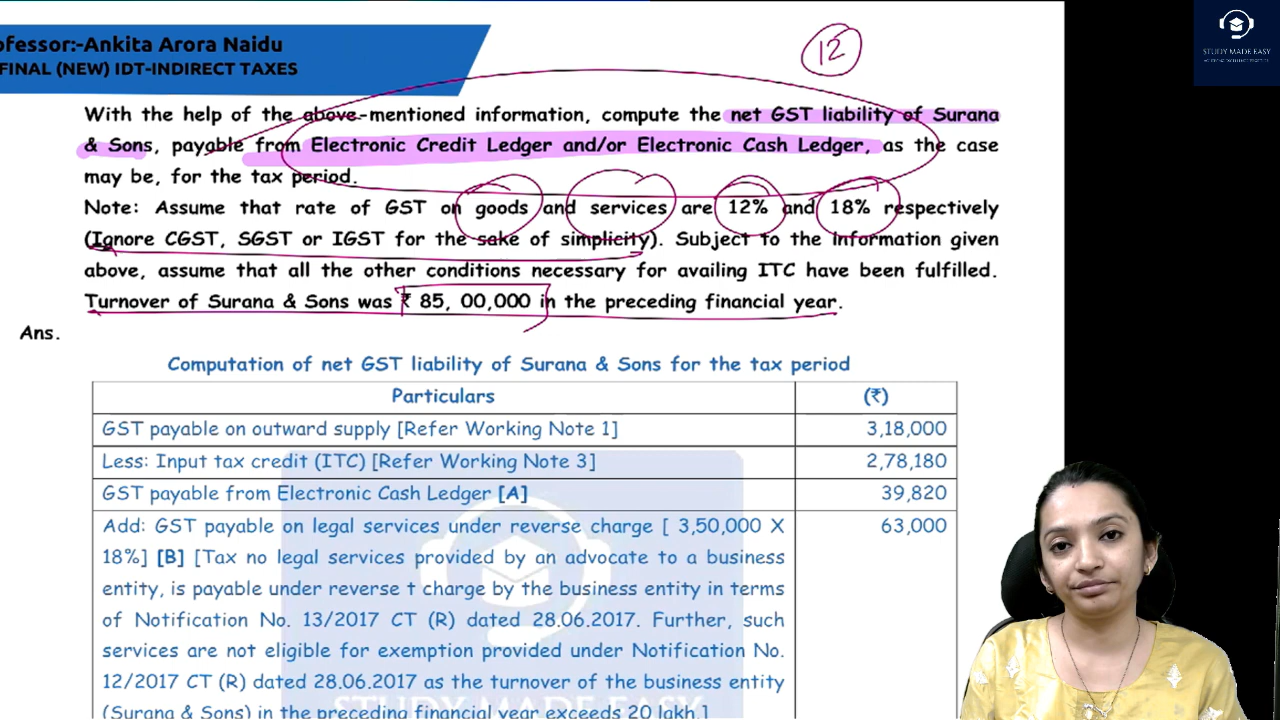 ofessor:-Ankita Arora Naidu
FINAL (NEW) IDT-INDIRECT TAXES
12
STUDY MADE EASY
With the help of the above-mentioned information, compute the net GST liability of Surana
& Sons, payable from Electronic Credit Ledger and/or Electronic Cash Ledger, as the case
may be, for the tax period.
Note: Assume that rate of GST on goods and services are 12% and 18% respectively
(Ignore CGST, SGST or IGST for the sake of simplicity). Subject to the information given
above, assume that all the other conditions necessary for availing ITC have been fulfilled.
Turnover of Surana & Sons was ₹ 85, 00,000 in the preceding financial year.
Ans.
Computation of net GST liability of Surana & Sons for the tax period
Particulars (₹)
GST payable on outward supply [Refer Working Note 1] 3,18,000
Less: Input tax credit (ITC) [Refer Working Note 3] 2,78,180
GST payable from Electronic Cash Ledger [A] 39,820
Add: GST payable on legal services under reverse charge [ 3,50,000 X 63,000
18%] [B] [Tax no legal services provided by an advocate to a business
entity, is payable under reverse t charge by the business entity in terms
of Notification No. 13/2017 CT (R) dated 28.06.2017. Further, such
services are not eligible for exemption provided under Notification No.
12/2017 CT (R) dated 28.06.2017 as the turnover of the business entity
(Surana & Sons) in the preceding financial year exceeds 20 lakh.]
STUDY MADE EASY